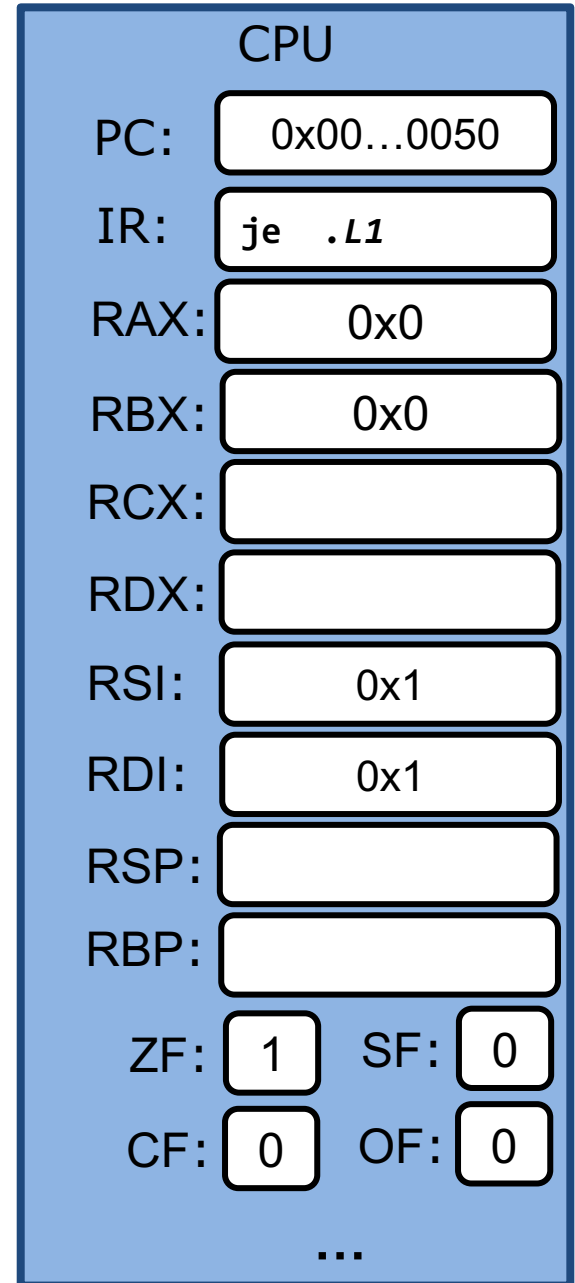 CPU
PC: 0x00...0050
IR: je .L1
RAX: 0x0
RBX: 0x0
RCX:
RDX:
RSI: 0x1
RDI: 0x1
RSP:
RBP:
ZF: 1 SF: 0
CF: 0 OF: 0
...